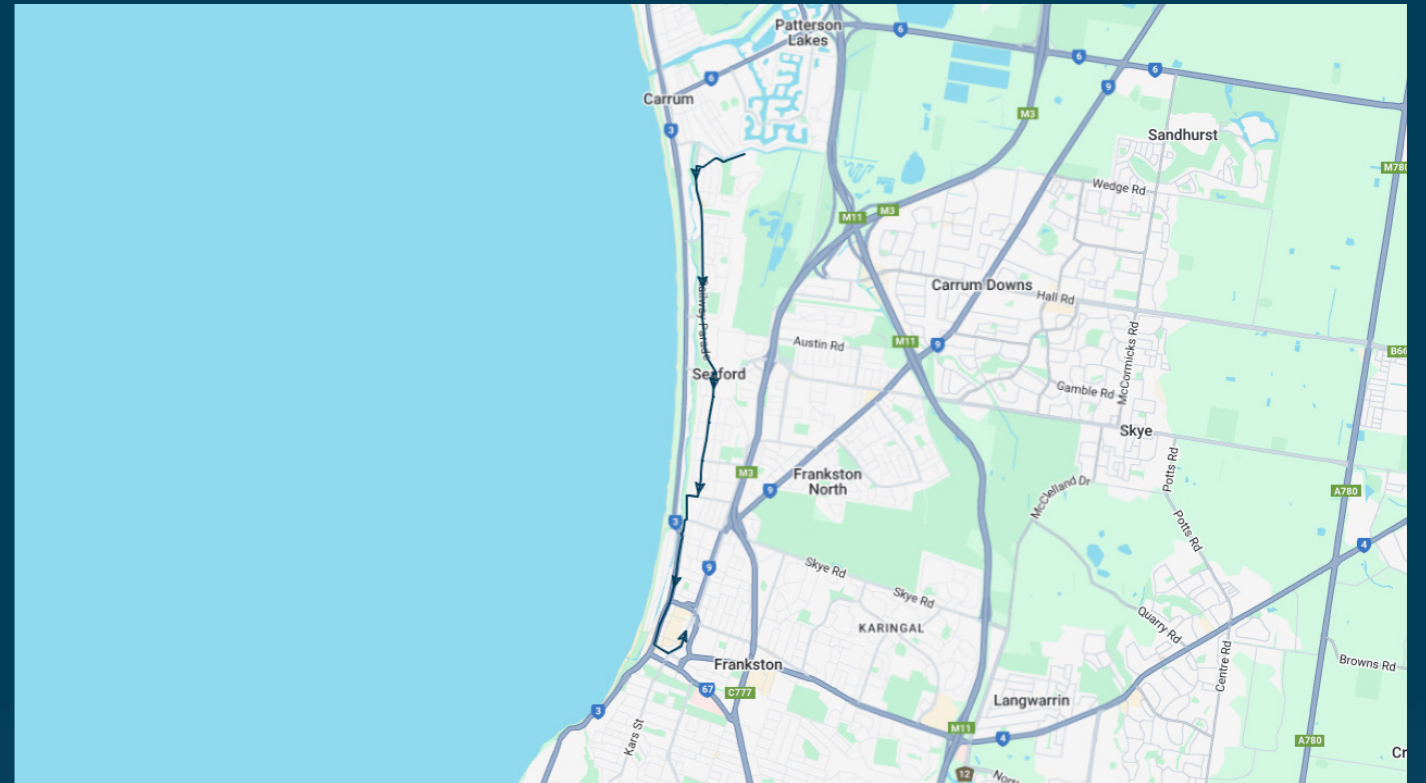 Patterson
Lakes
6
6
6
6
9
Carrum
3
M3
Sandhurst
M780
Wedge Rd
M11
M3
Carrum Downs
Hall Rd
Railway Parade
Austin Rd
M11
9
McCormicks Rd
B66
Seaford
Gamble Rd
Skye
M3
Frankston
North
9
McClelland Dr
Potts Rd
A780
3
Potts Rd
4
9
Skye Rd
Skye Rd
KARINGAL
Quarry Rd
Browns Rd
Frankston
Centre Rd
67
C777
Langwarrin
3
Kars St
M11
4
A780
Cr
12
North